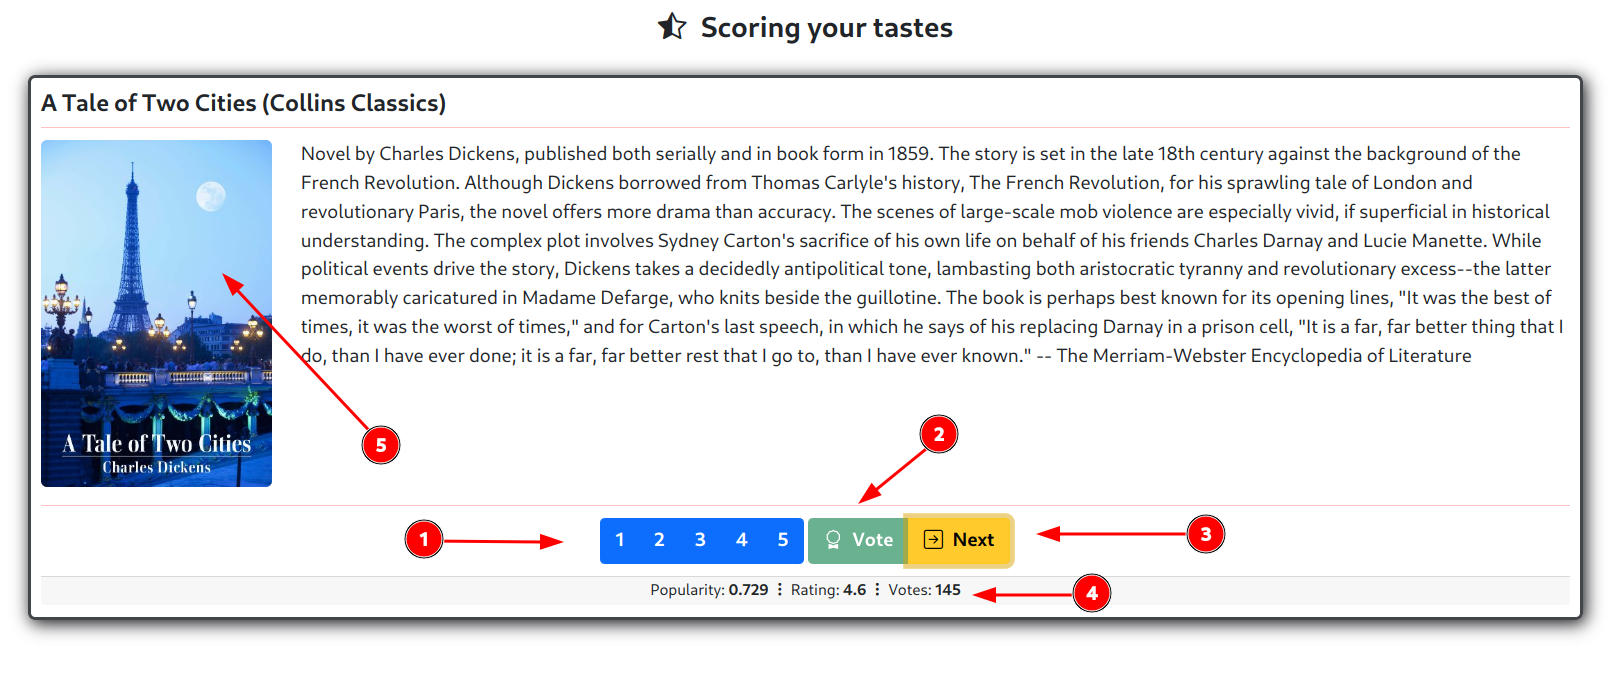 Scoring your tastes
A Tale of Two Cities (Collins Classics)
Novel by Charles Dickens, published both serially and in book form in 1859. The story is set in the late 18th century against the background of the
French Revolution. Although Dickens borrowed from Thomas Carlyle's history, The French Revolution, for his sprawling tale of London and
revolutionary Paris, the novel offers more drama than accuracy. The scenes of large-scale mob violence are especially vivid, if superficial in historical
understanding. The complex plot involves Sydney Carton's sacrifice of his own life on behalf of his friends Charles Darnay and Lucie Manette. While
political events drive the story, Dickens takes a decidedly antipolitical tone, lambasting both aristocratic tyranny and revolutionary excess--the latter
memorably caricatured in Madame Defarge, who knits beside the guillotine. The book is perhaps best known for its opening lines, "It was the best of
times, it was the worst of times," and for Carton's last speech, in which he says of his replacing Darnay in a prison cell, "It is a far, far better thing that I
do, than I have ever done; it is a far, far better rest that I go to, than I have ever known." -- The Merriam-Webster Encyclopedia of Literature
A Tale of Two Cities
Charles Dickens
5
2
1
1 2 3 4 5 Vote Next
3
Popularity: 0.729 ⋮ Rating: 4.6 ⋮ Votes: 145
4